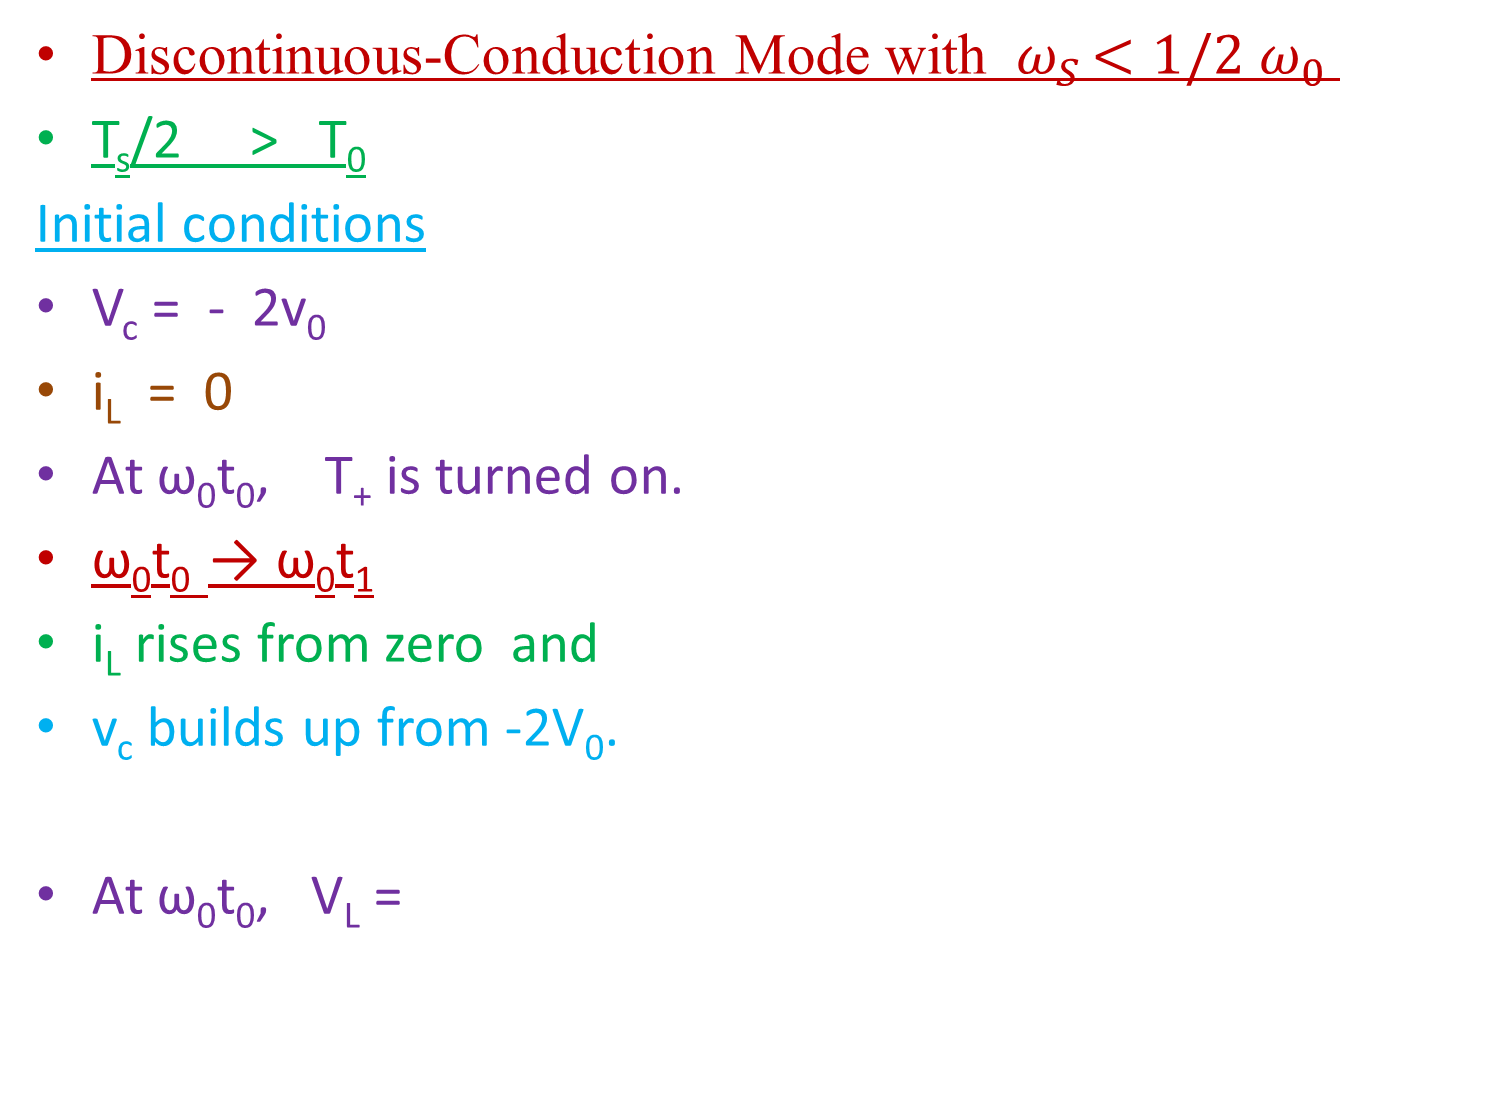 • Discontinuous-Conduction Mode with 𝜔𝑆 < 1/2 𝜔0
• Ts/2 > T0
Initial conditions
• Vc = - 2v0
• iL = 0
• At ω0t0, T+ is turned on.
• ω0t0 → ω0t1
• iL rises from zero and
• vc builds up from -2V0.
• At ω0t0, VL =